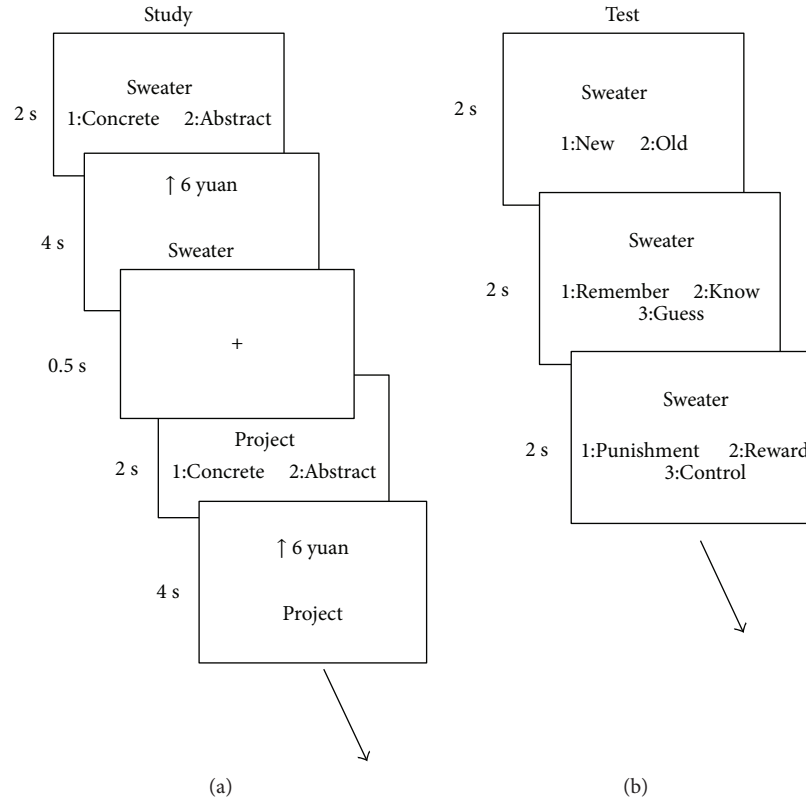 Study
2 s
Sweater
1:Concrete 2:Abstract
4 s
↑ 6 yuan
Sweater
0.5 s
+
2 s
Project
1:Concrete 2:Abstract
4 s
↑ 6 yuan
Project
(a)
Test
2 s
Sweater
1:New 2:Old
2 s
Sweater
1:Remember 2:Know
3:Guess
2 s
Sweater
1:Punishment 2:Reward
3:Control
(b)